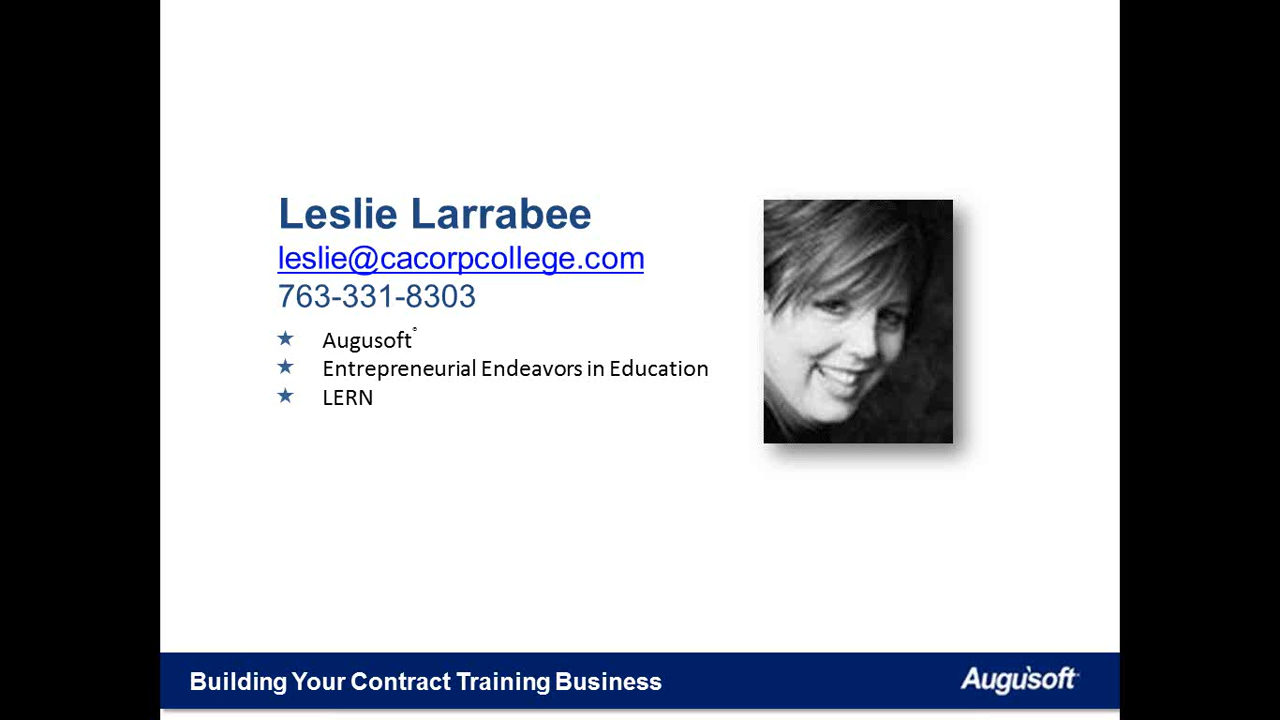 Leslie Larrabee
leslie@cacorpcollege.com
763-331-8303
★ Augusoft®
★ Entrepreneurial Endeavors in Education
★ LERN
Building Your Contract Training Business
Augusoft